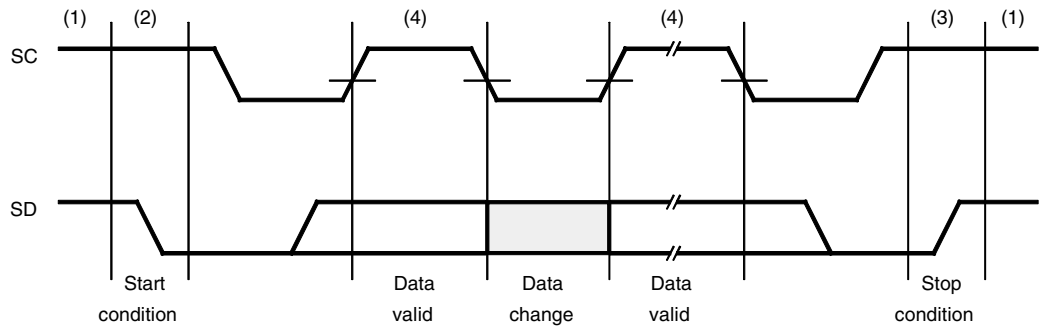 (1) (2) (4) (4) (3) (1)
SC
SD
Start condition
Data valid
Data change
Data valid
Stop condition